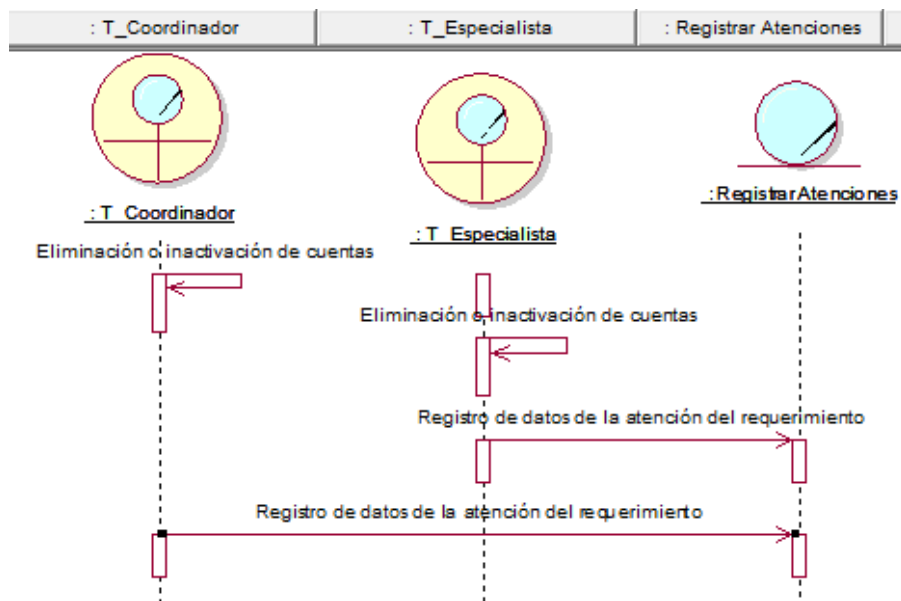 : T_Coordinador
: T_Especialista
: Registrar Atenciones
: T_Coordinador
: T_Especialista
:RegistrarAtenciones
Eliminación o inactivación de cuentas
Eliminación o inactivación de cuentas
Registro de datos de la atención del requerimiento
Registro de datos de la atención del requerimiento